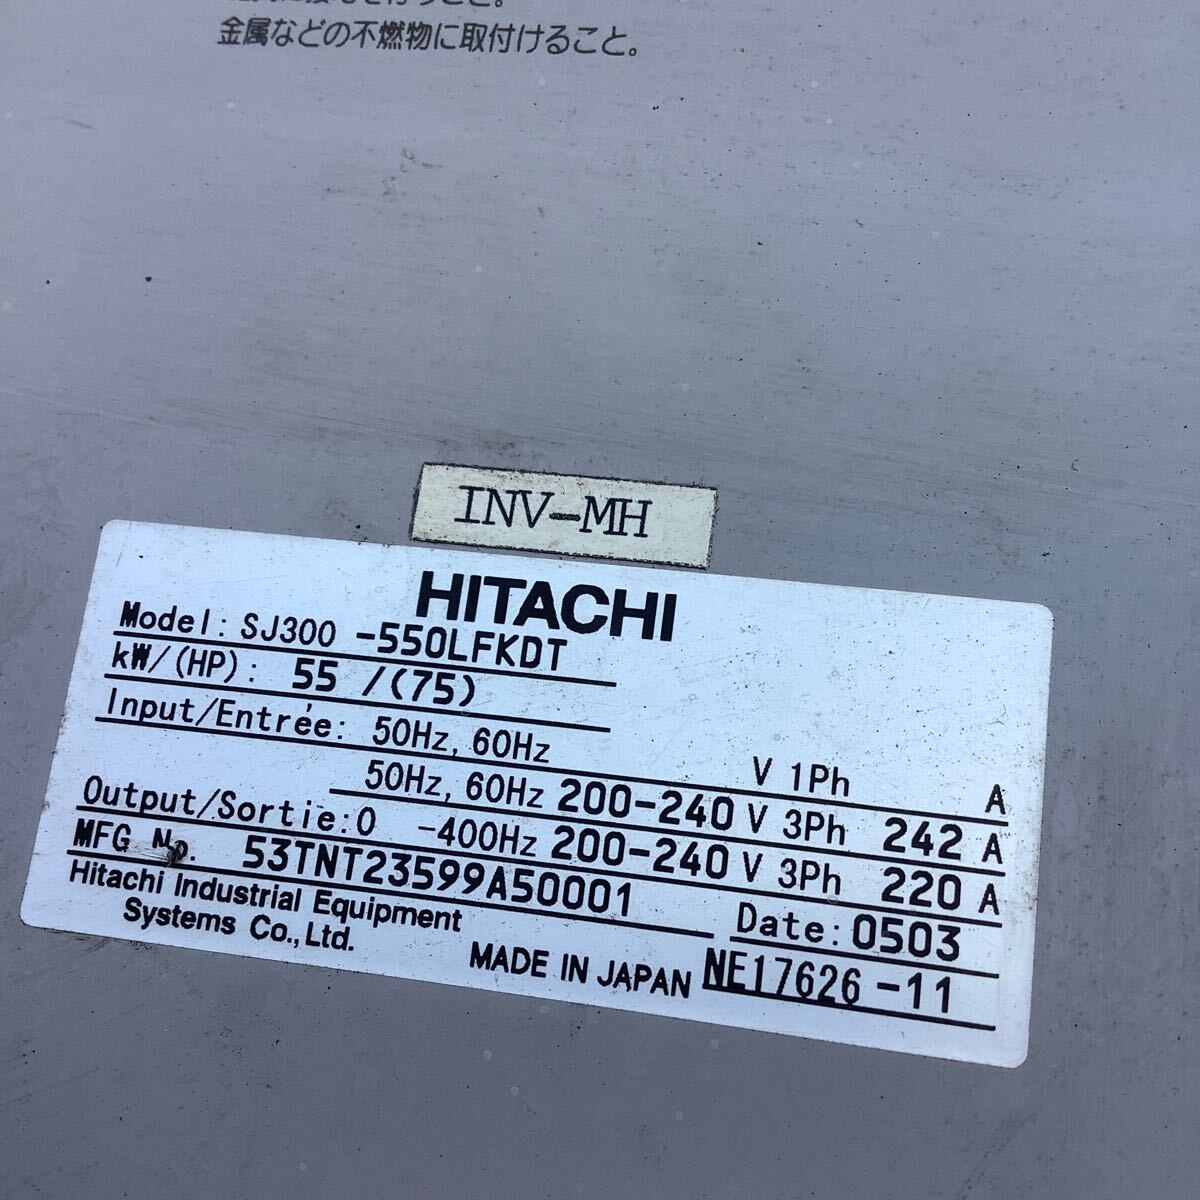 金属などの不燃物に取付けること。
INV-MH
HITACHI
Model: SJ300 -550LFKDT
kW/(HP): 55 /(75)
Input/Entrée: 50Hz, 60Hz V 1Ph A
50Hz, 60Hz 200-240 V 3Ph 242 A
Output/Sortie:0 -400Hz 200-240 V 3Ph 220 A
MFG No. 53TNT23599A50001 Date: 0503
Hitachi Industrial Equipment
Systems Co., Ltd.
MADE IN JAPAN NE17626 -11